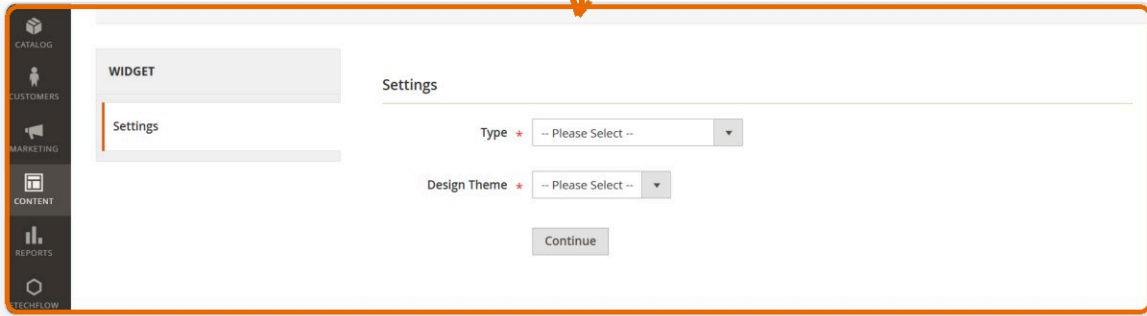 CATALOG
CUSTOMERS
MARKETING
CONTENT
REPORTS
ETECHFLOW
WIDGET
Settings
Settings
Type * -- Please Select --
Design Theme * -- Please Select --
Continue